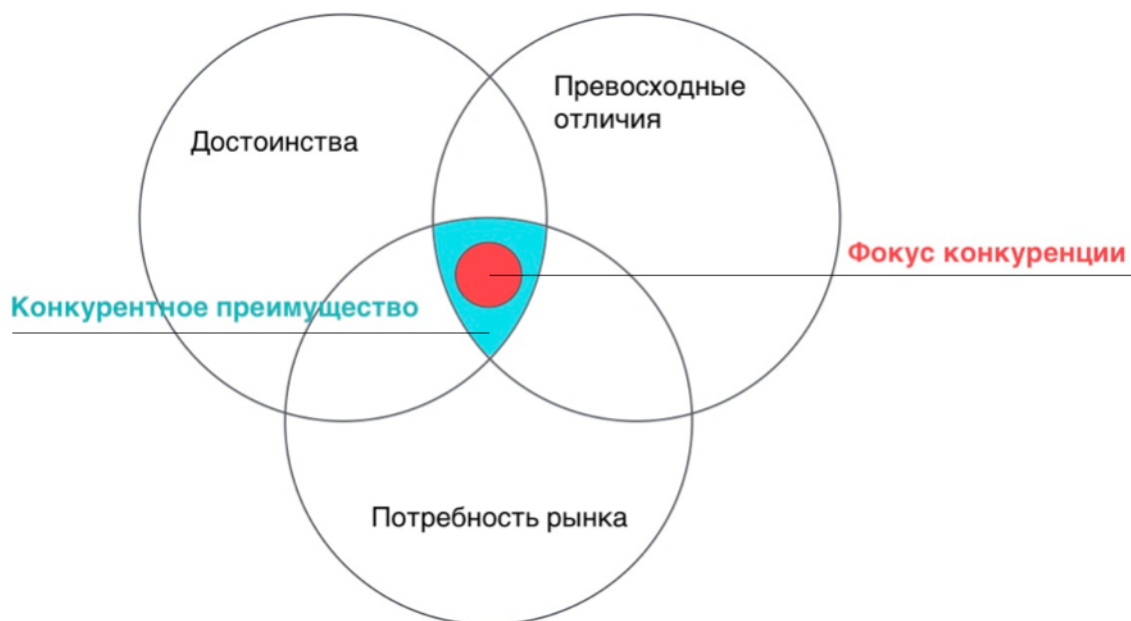 Превосходные
отличия
Достоинства
Фокус конкуренции
Конкурентное преимущество
Потребность рынка